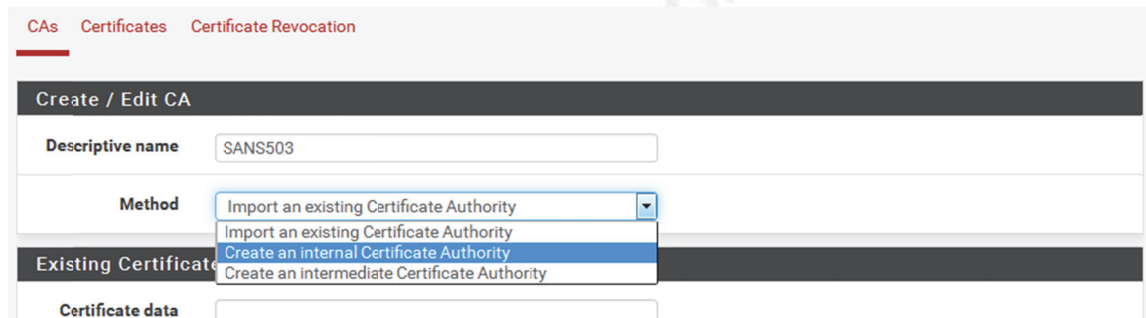 CAs Certificates Certificate Revocation
Create / Edit CA
Descriptive name SANS503
Method Import an existing Certificate Authority
Import an existing Certificate Authority
Create an internal Certificate Authority
Create an intermediate Certificate Authority
Existing Certificate
Certificate data